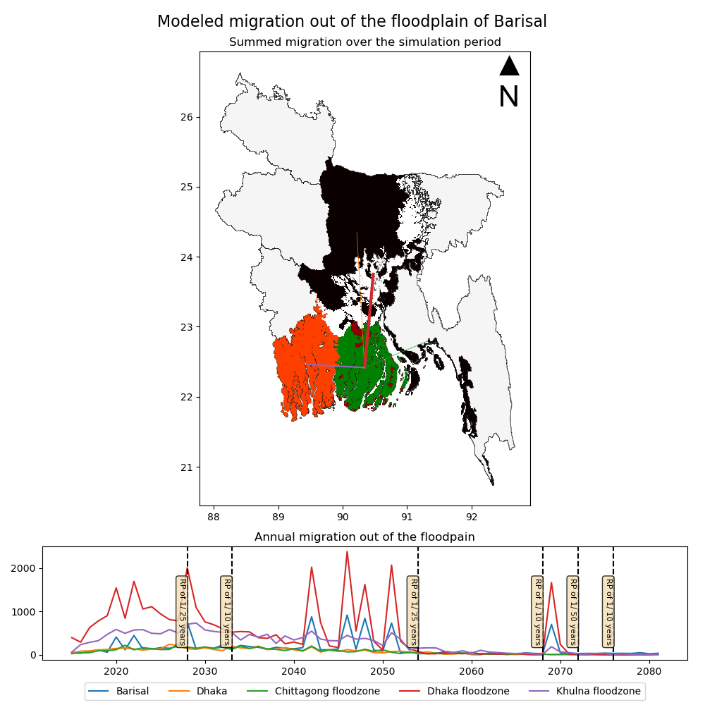 Modeled migration out of the floodplain of Barisal
Summed migration over the simulation period
N
26
25
24
23
22
21
88 89 90 91 92
Annual migration out of the floodpain
2000
1000
0
RP of 1/ 25 years
RP of 1/ 10 years
RP of 1/ 25 years
RP of 1/ 10 years
RP of 1/ 50 years
RP of 1/ 10 years
2020 2030 2040 2050 2060 2070 2080
Barisal Dhaka Chittagong floodzone Dhaka floodzone Khulna floodzone